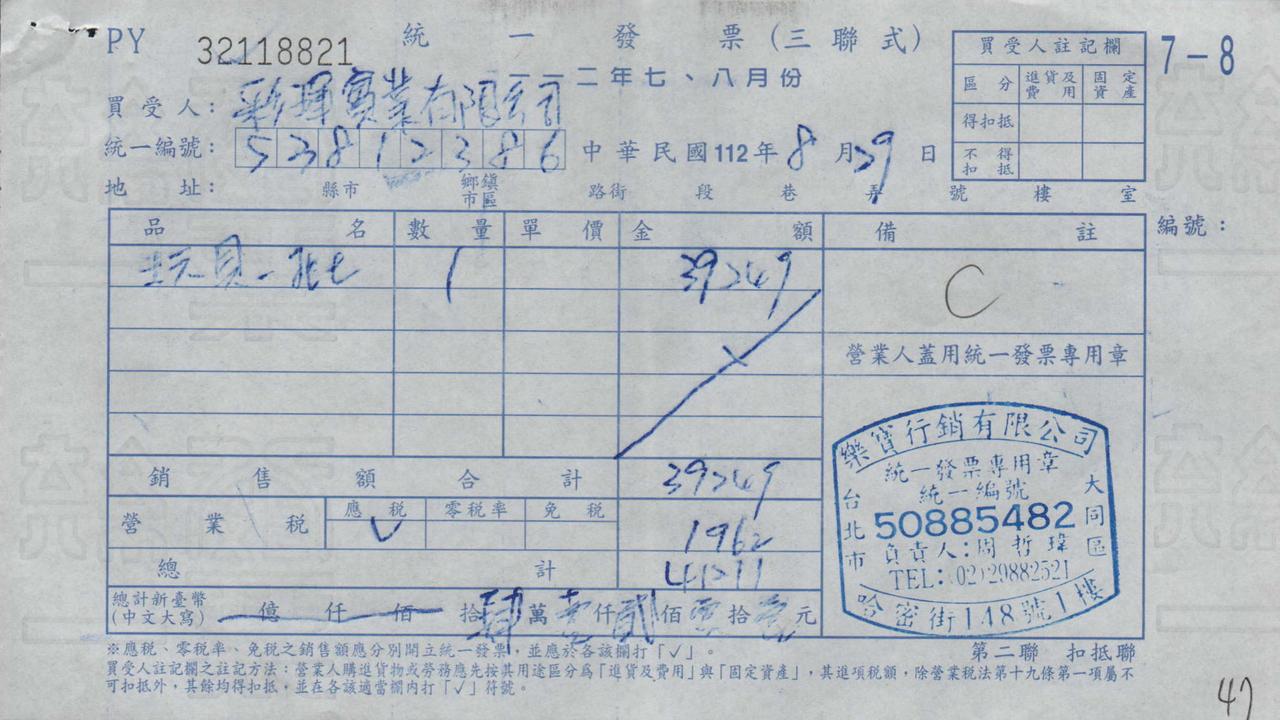 PY 32118821 統一發票(三聯式)
一一二年七、八月份
7-8
買受人: 彩琿實業有限公司
統一編號: 53812386 中華民國112年8月29日
地址: 縣市 鄉鎮市區 路街 段 巷 弄 號 樓 室
買受人註記欄
區分 進貨及費用 固定資產
得扣抵
不得扣抵
編號:
品名 數量 單價 金額 備註
玩具一批 1 39249 C
營業人蓋用統一發票專用章
銷售額合計 39249
營業稅 應稅 零稅率 免稅
V 1962
總計 41211
總計新臺幣(中文大寫) 億 仟 佰 拾 肆萬 壹仟 貳佰 壹拾 壹元
樂寶行銷有限公司
統一發票專用章
統一編號
50885482
台北市 大同區
負責人:周哲瑋
TEL:(02)29882521
哈密街148號1樓
※應稅、零稅率、免稅之銷售額應分別開立統一發票,並應於各該欄打「✓」。
第二聯 扣抵聯
買受人註記欄之註記方法:營業人購進貨物或勞務應先按其用途區分為「進貨及費用」與「固定資產」,其進項稅額,除營業稅法第十九條第一項屬不
可扣抵外,其餘均得扣抵,並在各該適當欄內打「✓」符號。
47